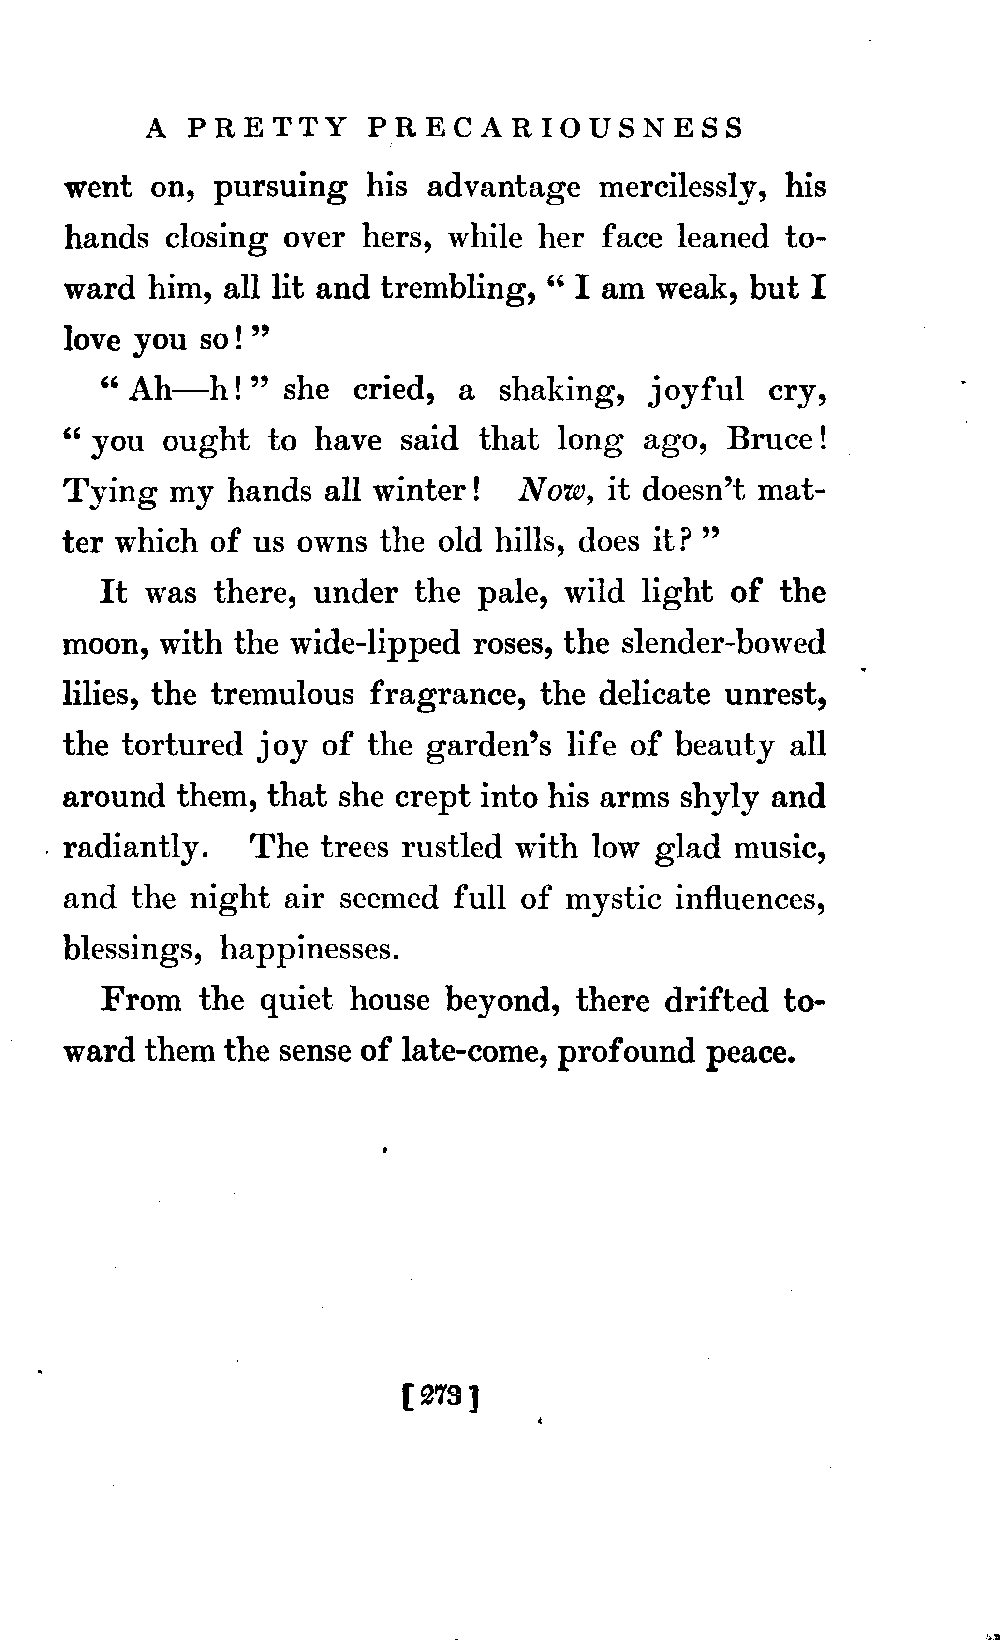 A PRETTY PRECARIOUSNESS
went on, pursuing his advantage mercilessly, his
hands closing over hers, while her face leaned to-
ward him, all lit and trembling, “ I am weak, but I
love you so! ”
“ Ah—h! ” she cried, a shaking, joyful cry,
“ you ought to have said that long ago, Bruce!
Tying my hands all winter! Now, it doesn’t mat-
ter which of us owns the old hills, does it? ”
It was there, under the pale, wild light of the
moon, with the wide-lipped roses, the slender-bowed
lilies, the tremulous fragrance, the delicate unrest,
the tortured joy of the garden’s life of beauty all
around them, that she crept into his arms shyly and
radiantly. The trees rustled with low glad music,
and the night air seemed full of mystic influences,
blessings, happinesses.
From the quiet house beyond, there drifted to-
ward them the sense of late-come, profound peace.
[ 273 ]